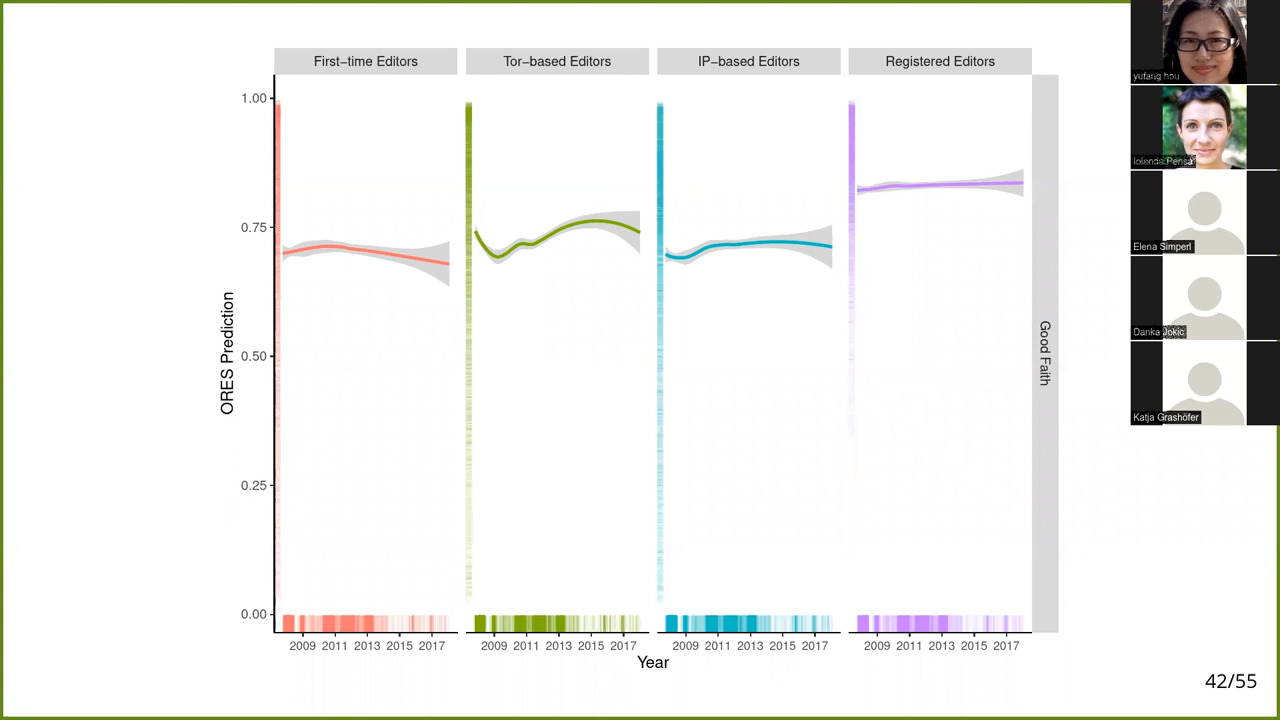 First−time Editors
Tor−based Editors
IP−based Editors
Registered Editors
1.00
0.75
0.50
0.25
0.00
ORES Prediction
Good Faith
2009 2011 2013 2015 2017
2009 2011 2013 2015 2017
2009 2011 2013 2015 2017
2009 2011 2013 2015 2017
Year
42/55
yufang hou
Iolanda Pensa
Elena Simperl
Danka Jokic
Katja Grashöfer